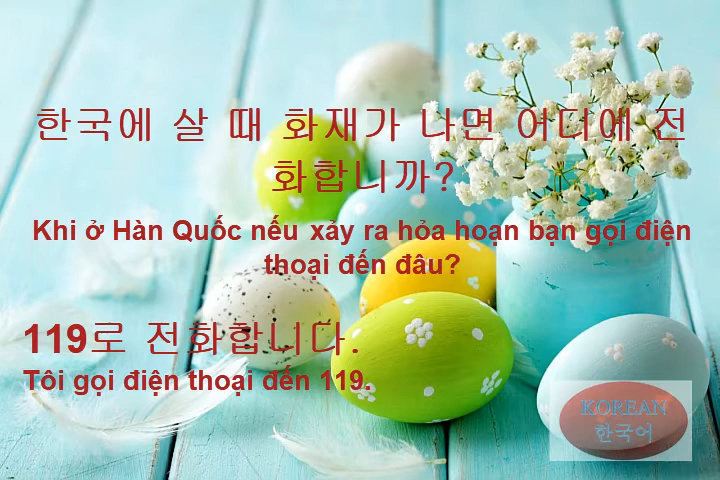 한국에 살 때 화재가 나면 어디에 전
화합니까?
Khi ở Hàn Quốc nếu xảy ra hỏa hoạn bạn gọi điện
thoại đến đâu?
119로 전화합니다.
Tôi gọi điện thoại đến 119.
KOREAN
한국어